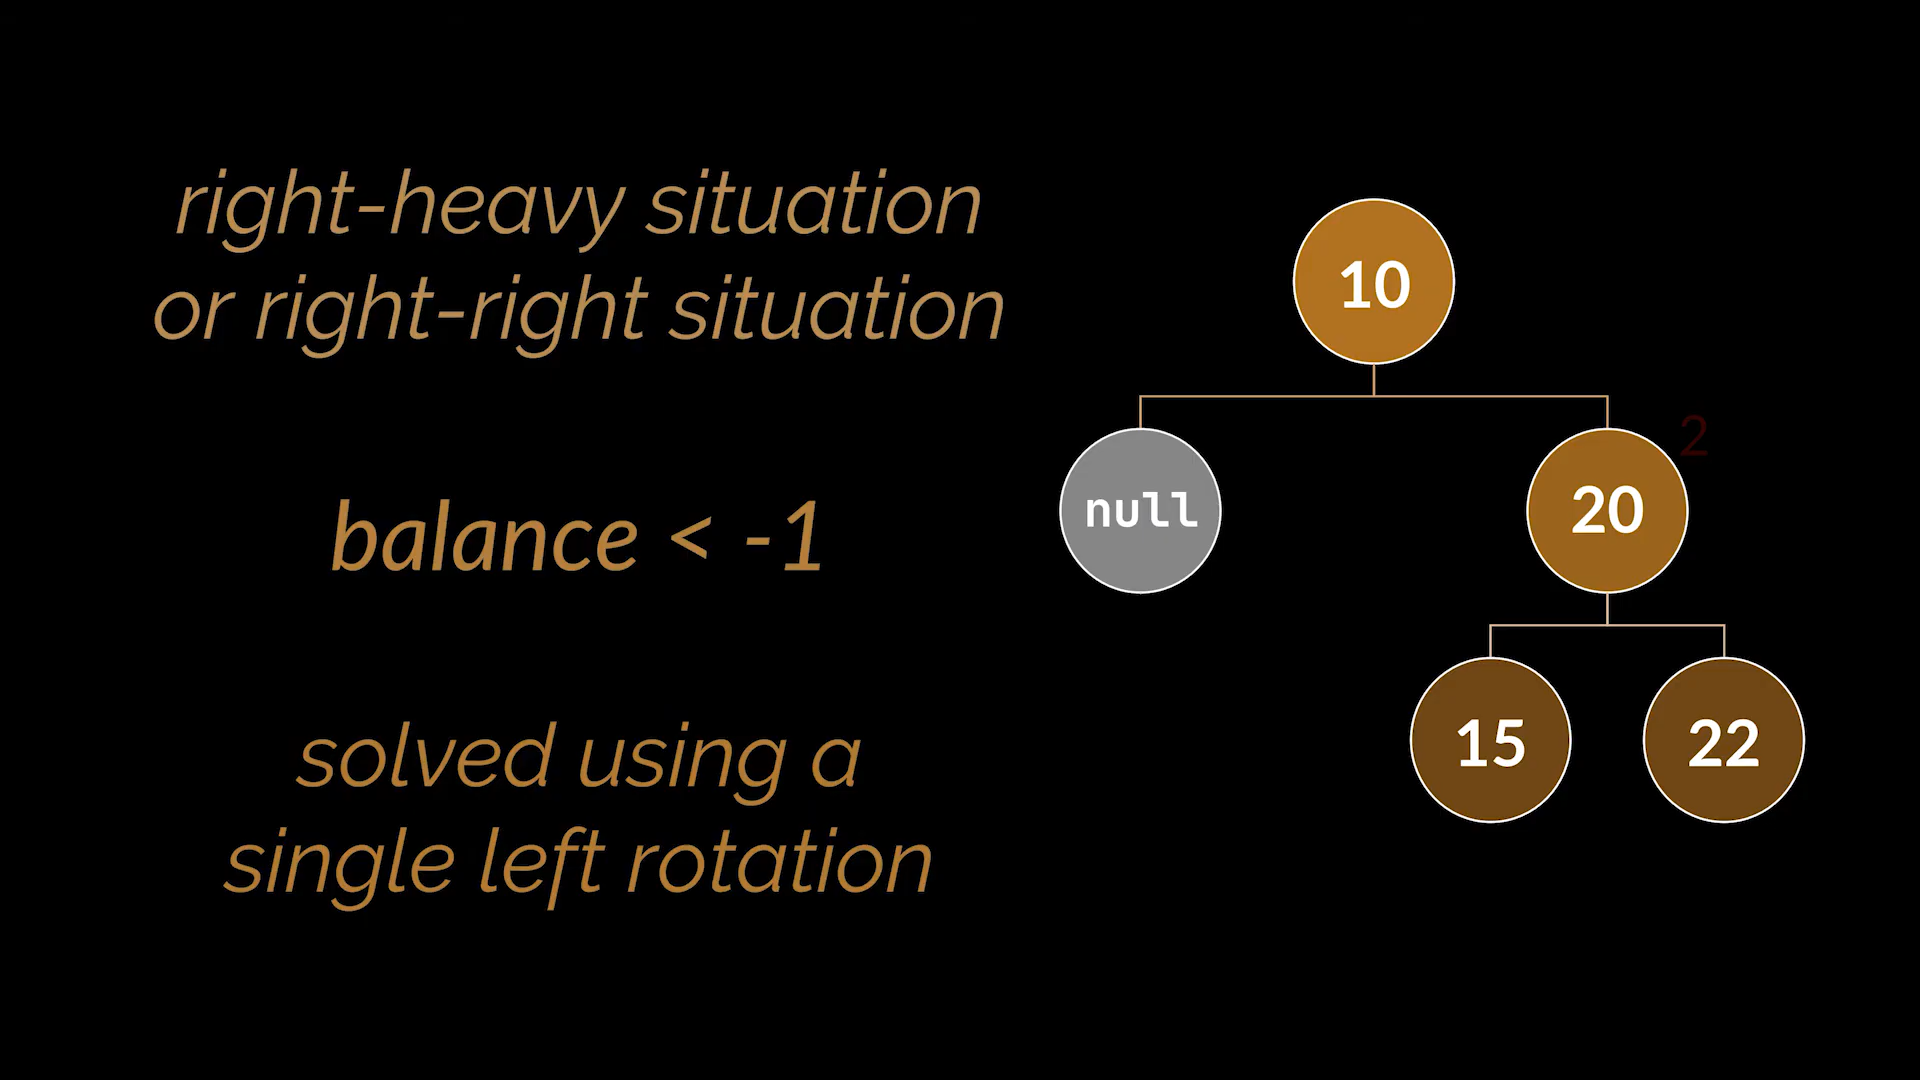 right-heavy situation
or right-right situation
balance < -1
solved using a
single left rotation
10
null
20
2
15
22